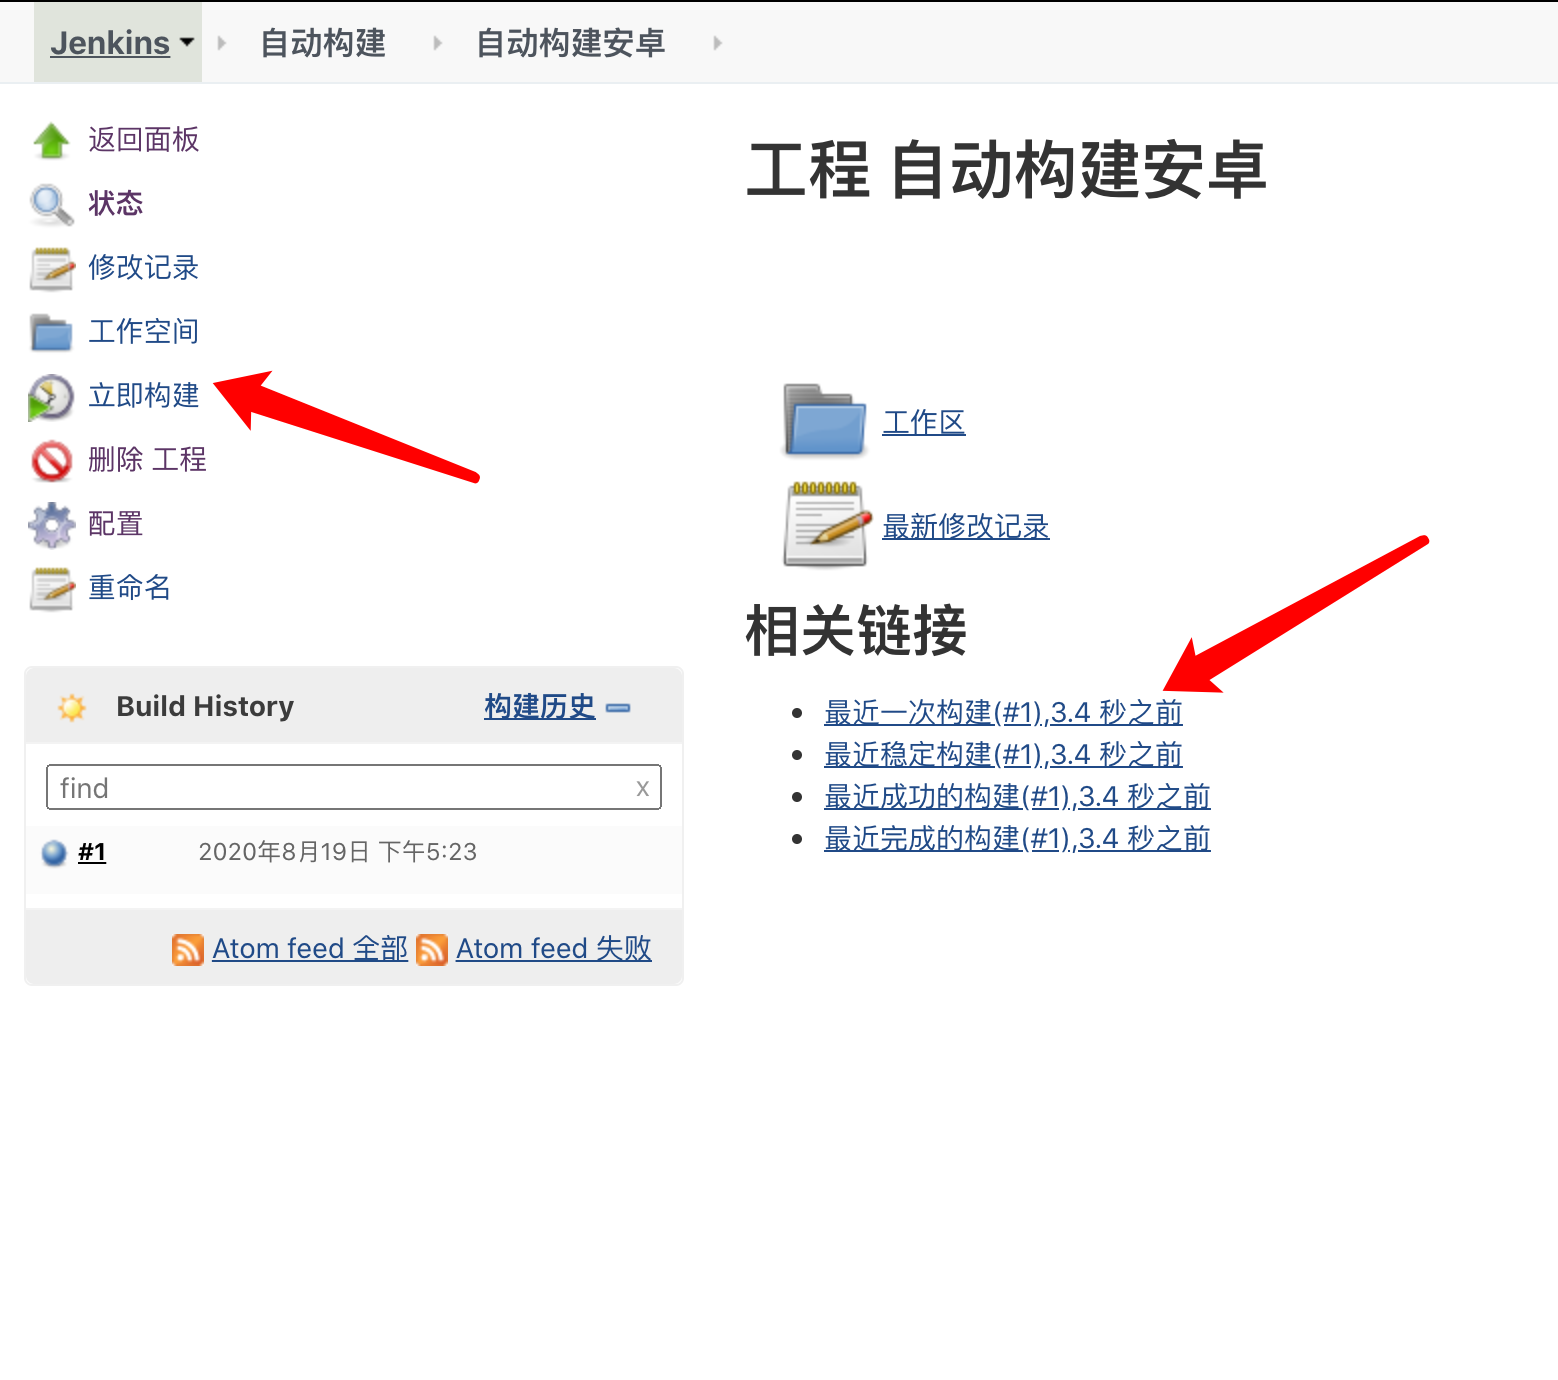 Jenkins 自动构建 自动构建安卓
返回面板
状态
修改记录
工作空间
立即构建
删除 工程
配置
重命名
Build History 构建历史
find x
#1 2020年8月19日 下午5:23
Atom feed 全部 Atom feed 失败
工程 自动构建安卓
工作区
最新修改记录
相关链接
最近一次构建(#1),3.4 秒之前
最近稳定构建(#1),3.4 秒之前
最近成功的构建(#1),3.4 秒之前
最近完成的构建(#1),3.4 秒之前